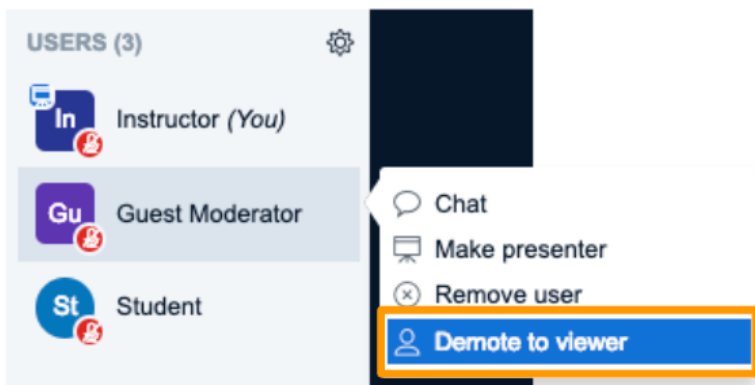 USERS (3)
In
Instructor (You)
Gu
Guest Moderator
St
Student
Chat
Make presenter
Remove user
Demote to viewer